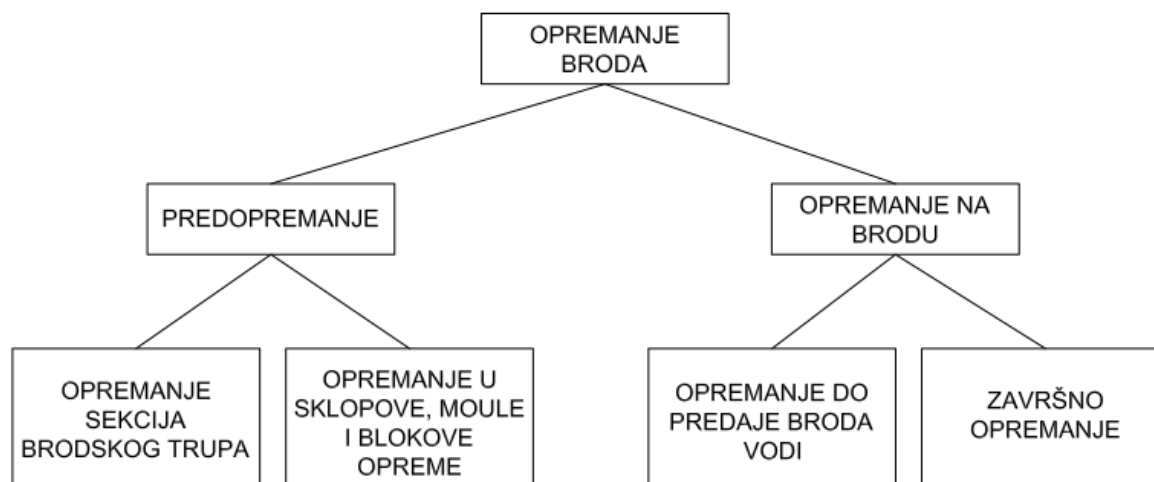 OPREMANJE
BRODA
PREDOPREMANJE
OPREMANJE NA
BRODU
OPREMANJE
SEKCIJA
BRODSKOG TRUPA
OPREMANJE U
SKLOPOVE, MOULE
I BLOKOVE
OPREME
OPREMANJE DO
PREDAJE BRODA
VODI
ZAVRŠNO
OPREMANJE